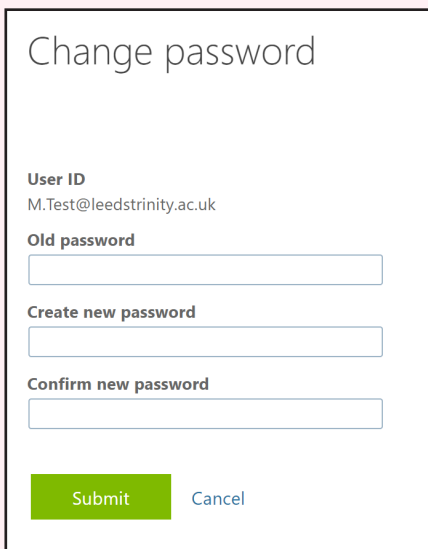 Change password
User ID
M.Test@leedstrinity.ac.uk
Old password
Create new password
Confirm new password
Submit Cancel